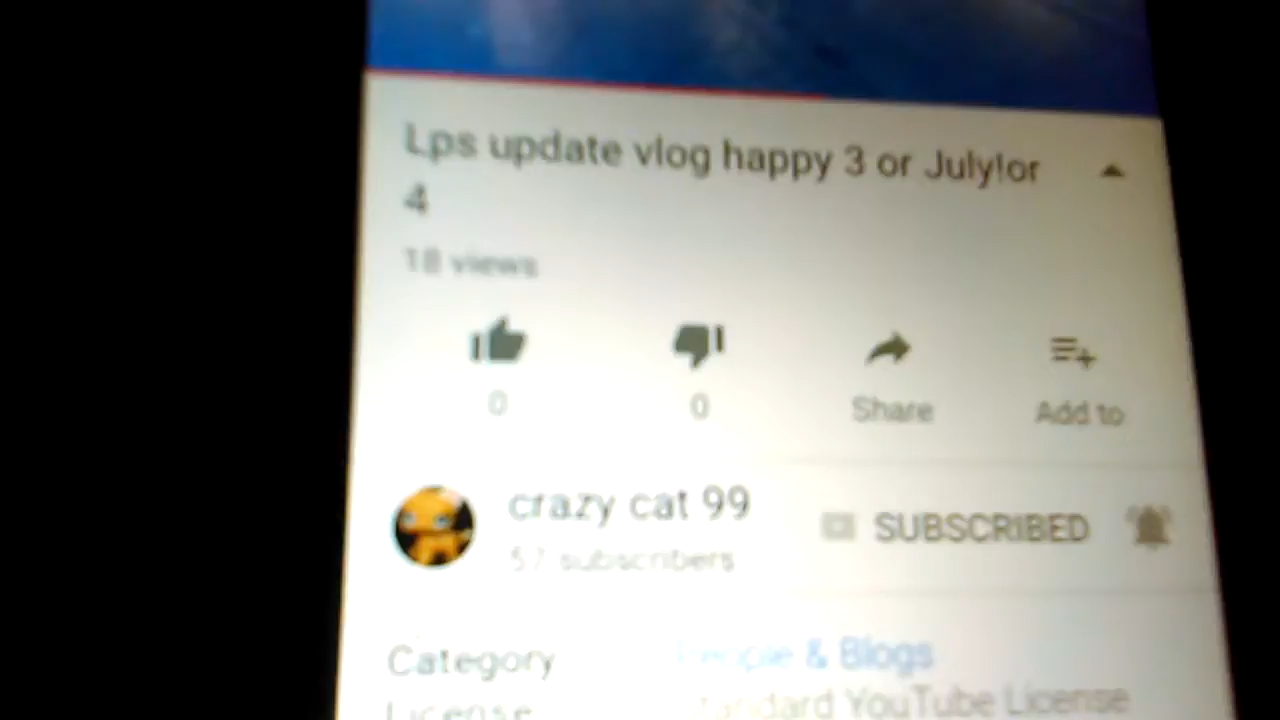 Lps update vlog happy 3 or July!or
4
18 views
0 0 Share Add to
crazy cat 99 SUBSCRIBED
57 subscribers
Category People & Blogs
License Standard YouTube License